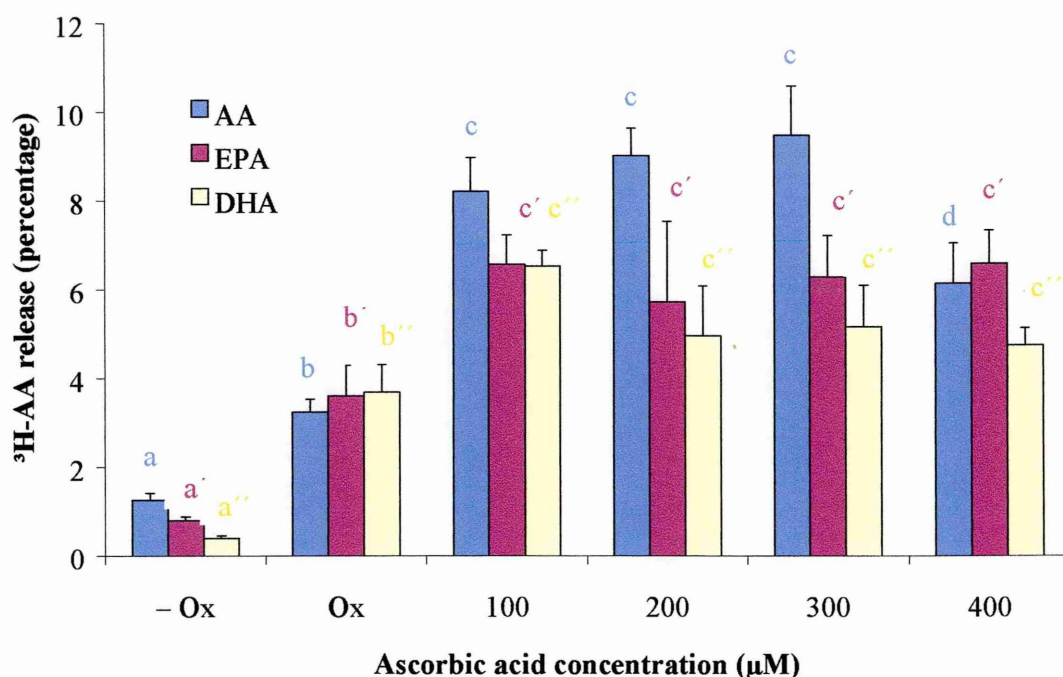 12
10
8
6
4
2
0
³H-AA release (percentage)
AA
EPA
DHA
a a´ a´´
b b´ b´´
c c´ c´´
c c´ c´´
c c´ c´´
d c´ c´´
– Ox Ox 100 200 300 400
Ascorbic acid concentration (µM)